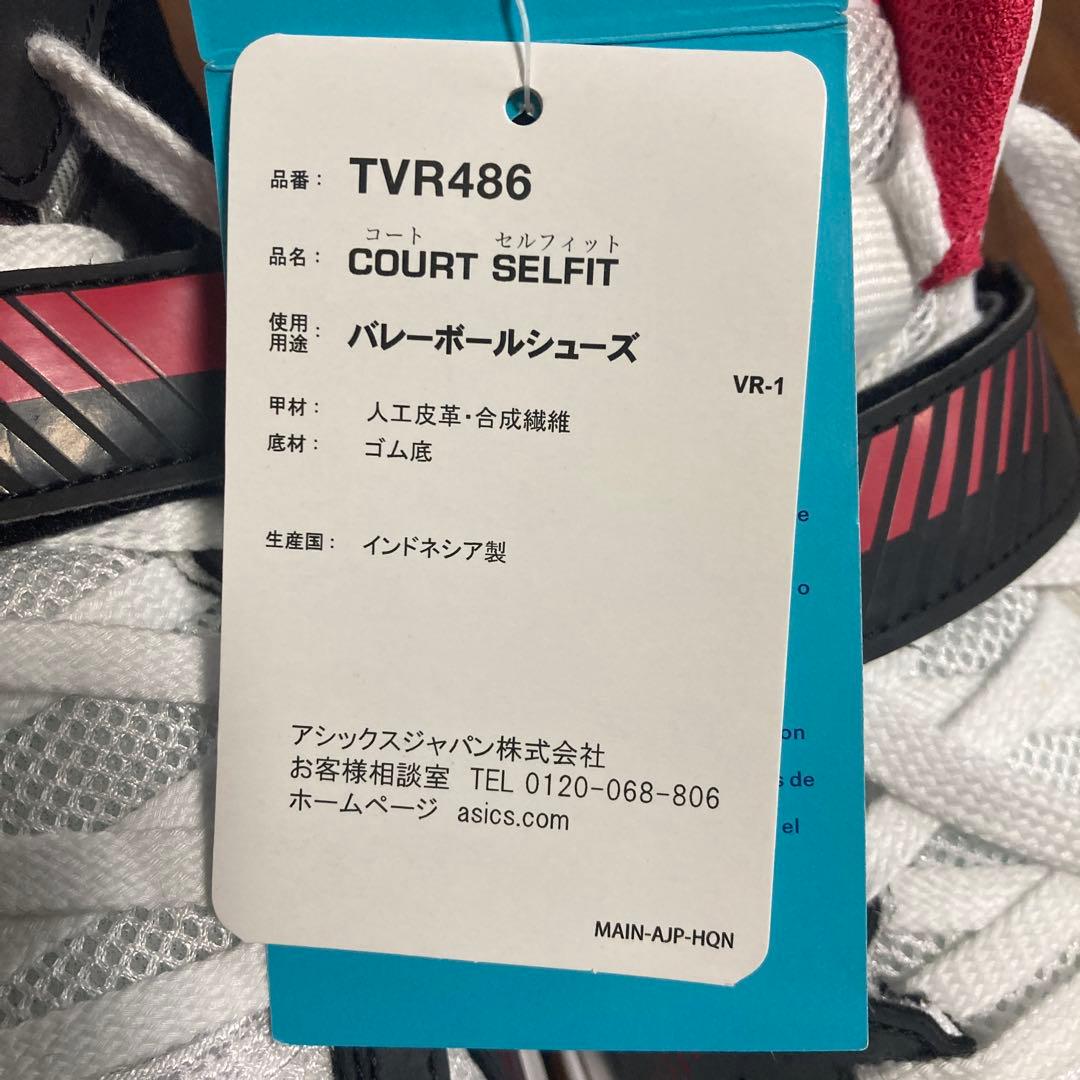 品番： TVR486
コート セルフィット
品名： COURT SELFIT
使用用途： バレーボールシューズ
VR-1
甲材： 人工皮革・合成繊維
底材： ゴム底
生産国： インドネシア製
アシックスジャパン株式会社
お客様相談室 TEL 0120-068-806
ホームページ asics.com
MAIN-AJP-HQN
e
o
on
s de
el